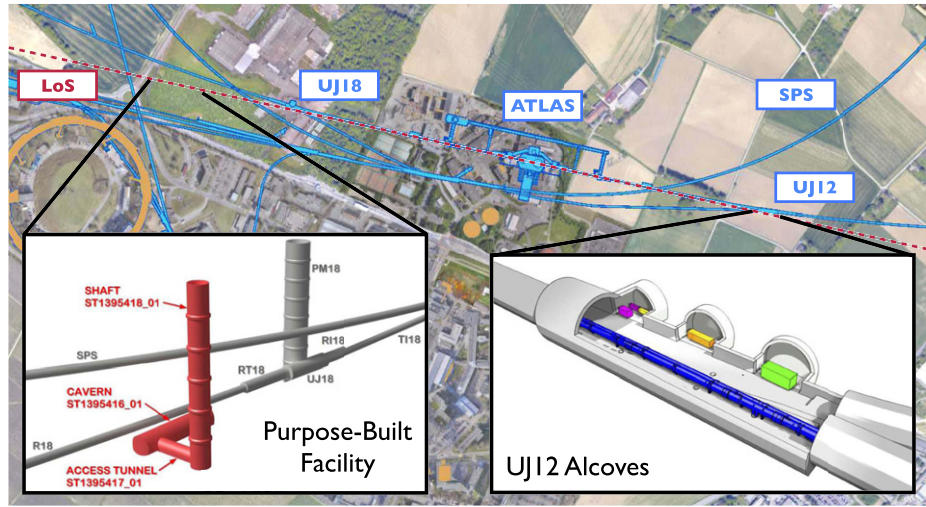 LoS
UJ18
ATLAS
SPS
UJ12
SHAFT
ST1395418_01
PM18
SPS
RI18
TI18
RT18
UJ18
CAVERN
ST1395416_01
R18
ACCESS TUNNEL
ST1395417_01
Purpose-Built
Facility
UJ12 Alcoves